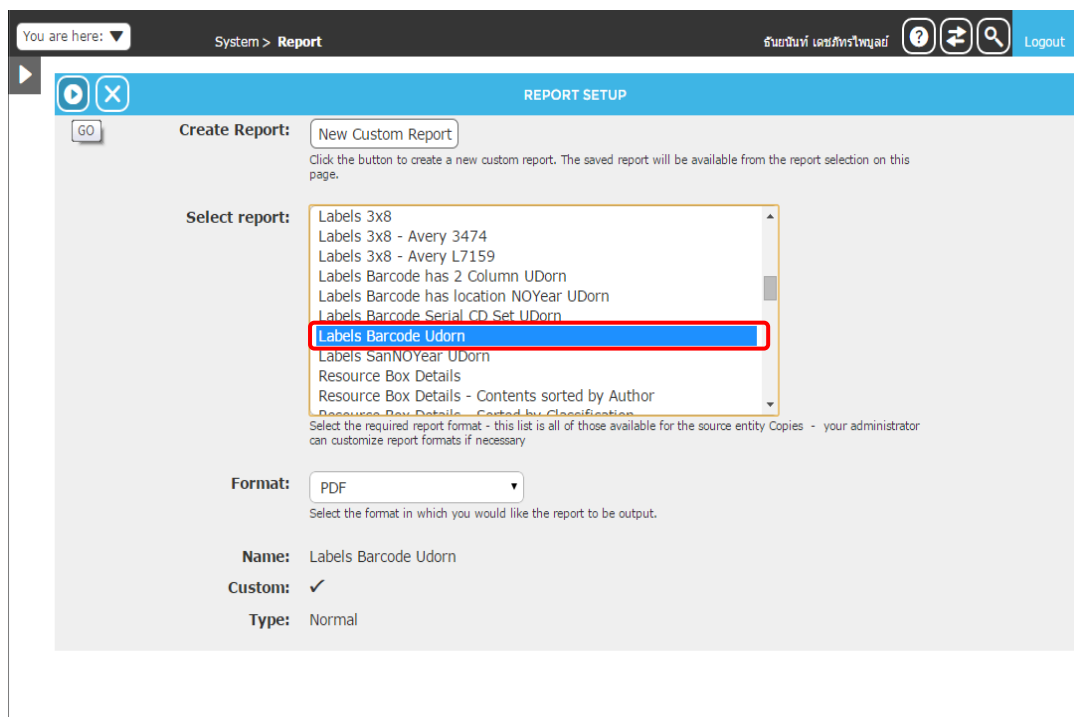 You are here: ▼
System > Report
ธันยนันท์ เดชภัทรไพบูลย์
Logout
REPORT SETUP
GO
Create Report:
New Custom Report
Click the button to create a new custom report. The saved report will be available from the report selection on this
page.
Select report:
Labels 3x8
Labels 3x8 - Avery 3474
Labels 3x8 - Avery L7159
Labels Barcode has 2 Column UDorn
Labels Barcode has location NOYear UDorn
Labels Barcode Serial CD Set UDorn
Labels Barcode Udorn
Labels SanNOYear UDorn
Resource Box Details
Resource Box Details - Contents sorted by Author
Resource Box Details - Sorted by Classification
Select the required report format - this list is all of those available for the source entity Copies - your administrator
can customize report formats if necessary
Format:
PDF
Select the format in which you would like the report to be output.
Name: Labels Barcode Udorn
Custom: ✓
Type: Normal